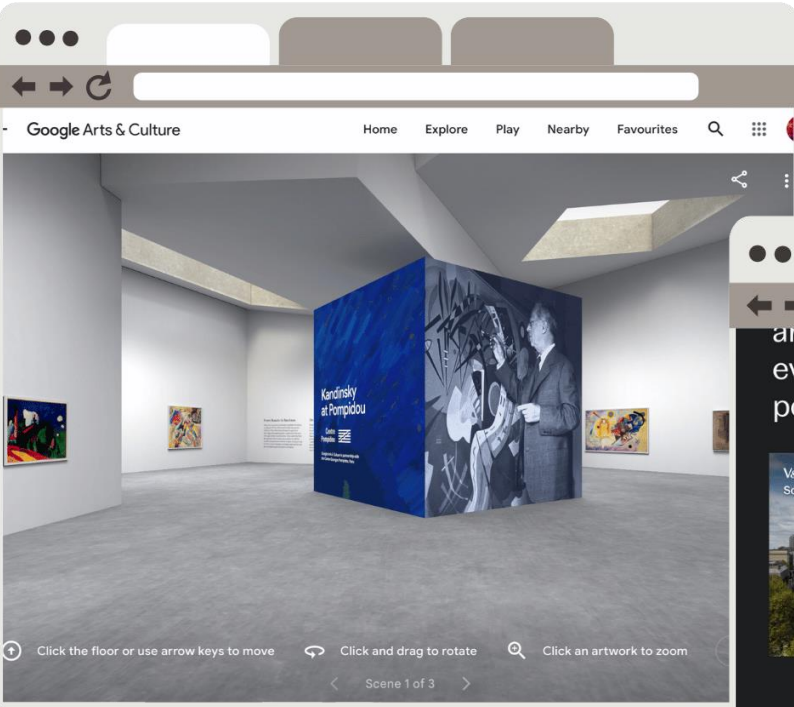 Google Arts & Culture
Home Explore Play Nearby Favourites
Kandinsky
at Pompidou
Centre
Pompidou
Click the floor or use arrow keys to move
Click and drag to rotate
Click an artwork to zoom
Scene 1 of 3